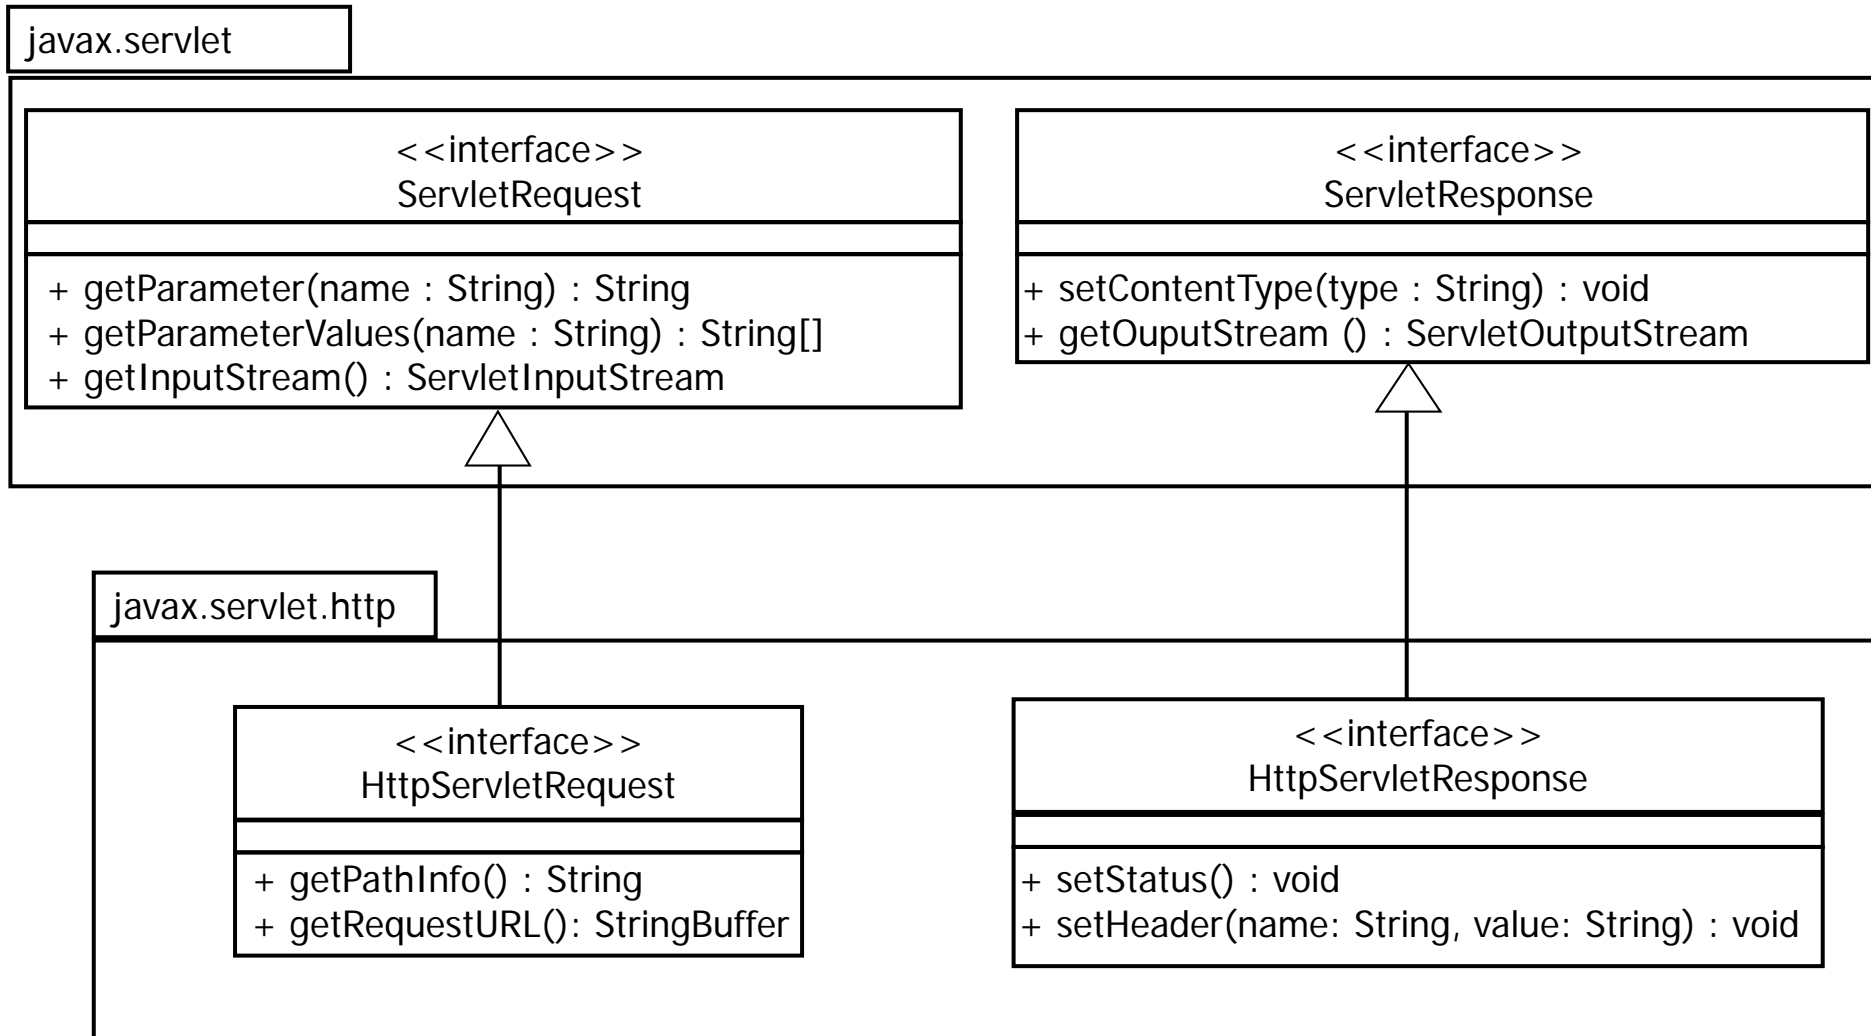 javax.servlet
<<interface>>
ServletRequest
+ getParameter(name : String) : String
+ getParameterValues(name : String) : String[]
+ getInputStream() : ServletInputStream
<<interface>>
ServletResponse
+ setContentType(type : String) : void
+ getOuputStream () : ServletOutputStream
javax.servlet.http
<<interface>>
HttpServletRequest
+ getPathInfo() : String
+ getRequestURL(): StringBuffer
<<interface>>
HttpServletResponse
+ setStatus() : void
+ setHeader(name: String, value: String) : void